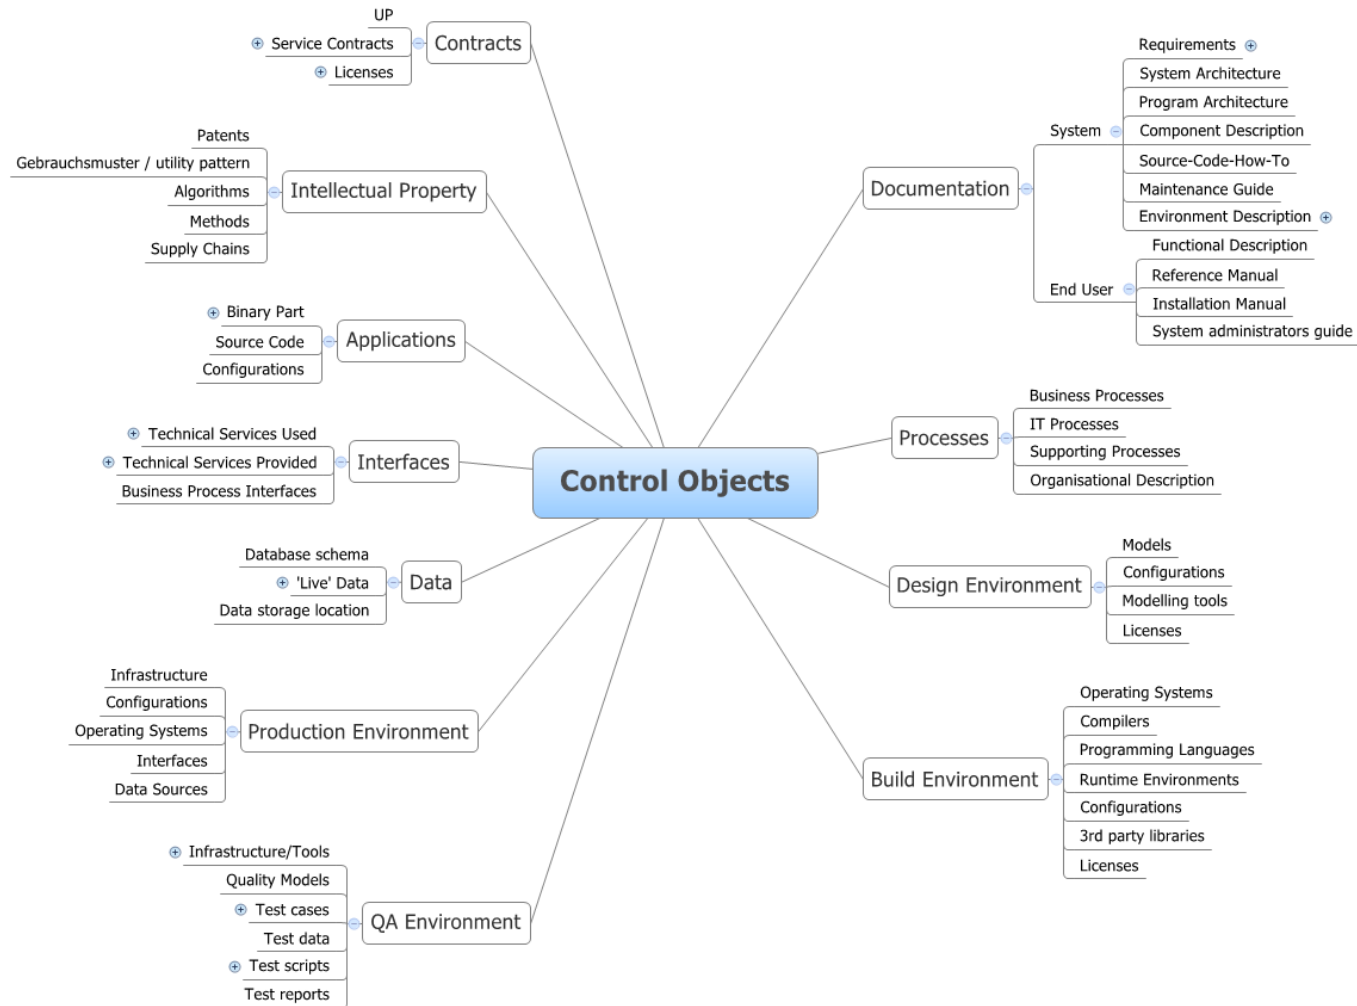 UP
Service Contracts
Licenses
Contracts
Patents
Gebrauchsmuster / utility pattern
Algorithms
Methods
Supply Chains
Intellectual Property
Binary Part
Source Code
Configurations
Applications
Technical Services Used
Technical Services Provided
Business Process Interfaces
Interfaces
Database schema
'Live' Data
Data storage location
Data
Infrastructure
Configurations
Operating Systems
Interfaces
Data Sources
Production Environment
Infrastructure/Tools
Quality Models
Test cases
Test data
Test scripts
Test reports
QA Environment
Control Objects
Documentation
System
Requirements
System Architecture
Program Architecture
Component Description
Source-Code-How-To
Maintenance Guide
Environment Description
End User
Functional Description
Reference Manual
Installation Manual
System administrators guide
Processes
Business Processes
IT Processes
Supporting Processes
Organisational Description
Design Environment
Models
Configurations
Modelling tools
Licenses
Build Environment
Operating Systems
Compilers
Programming Languages
Runtime Environments
Configurations
3rd party libraries
Licenses